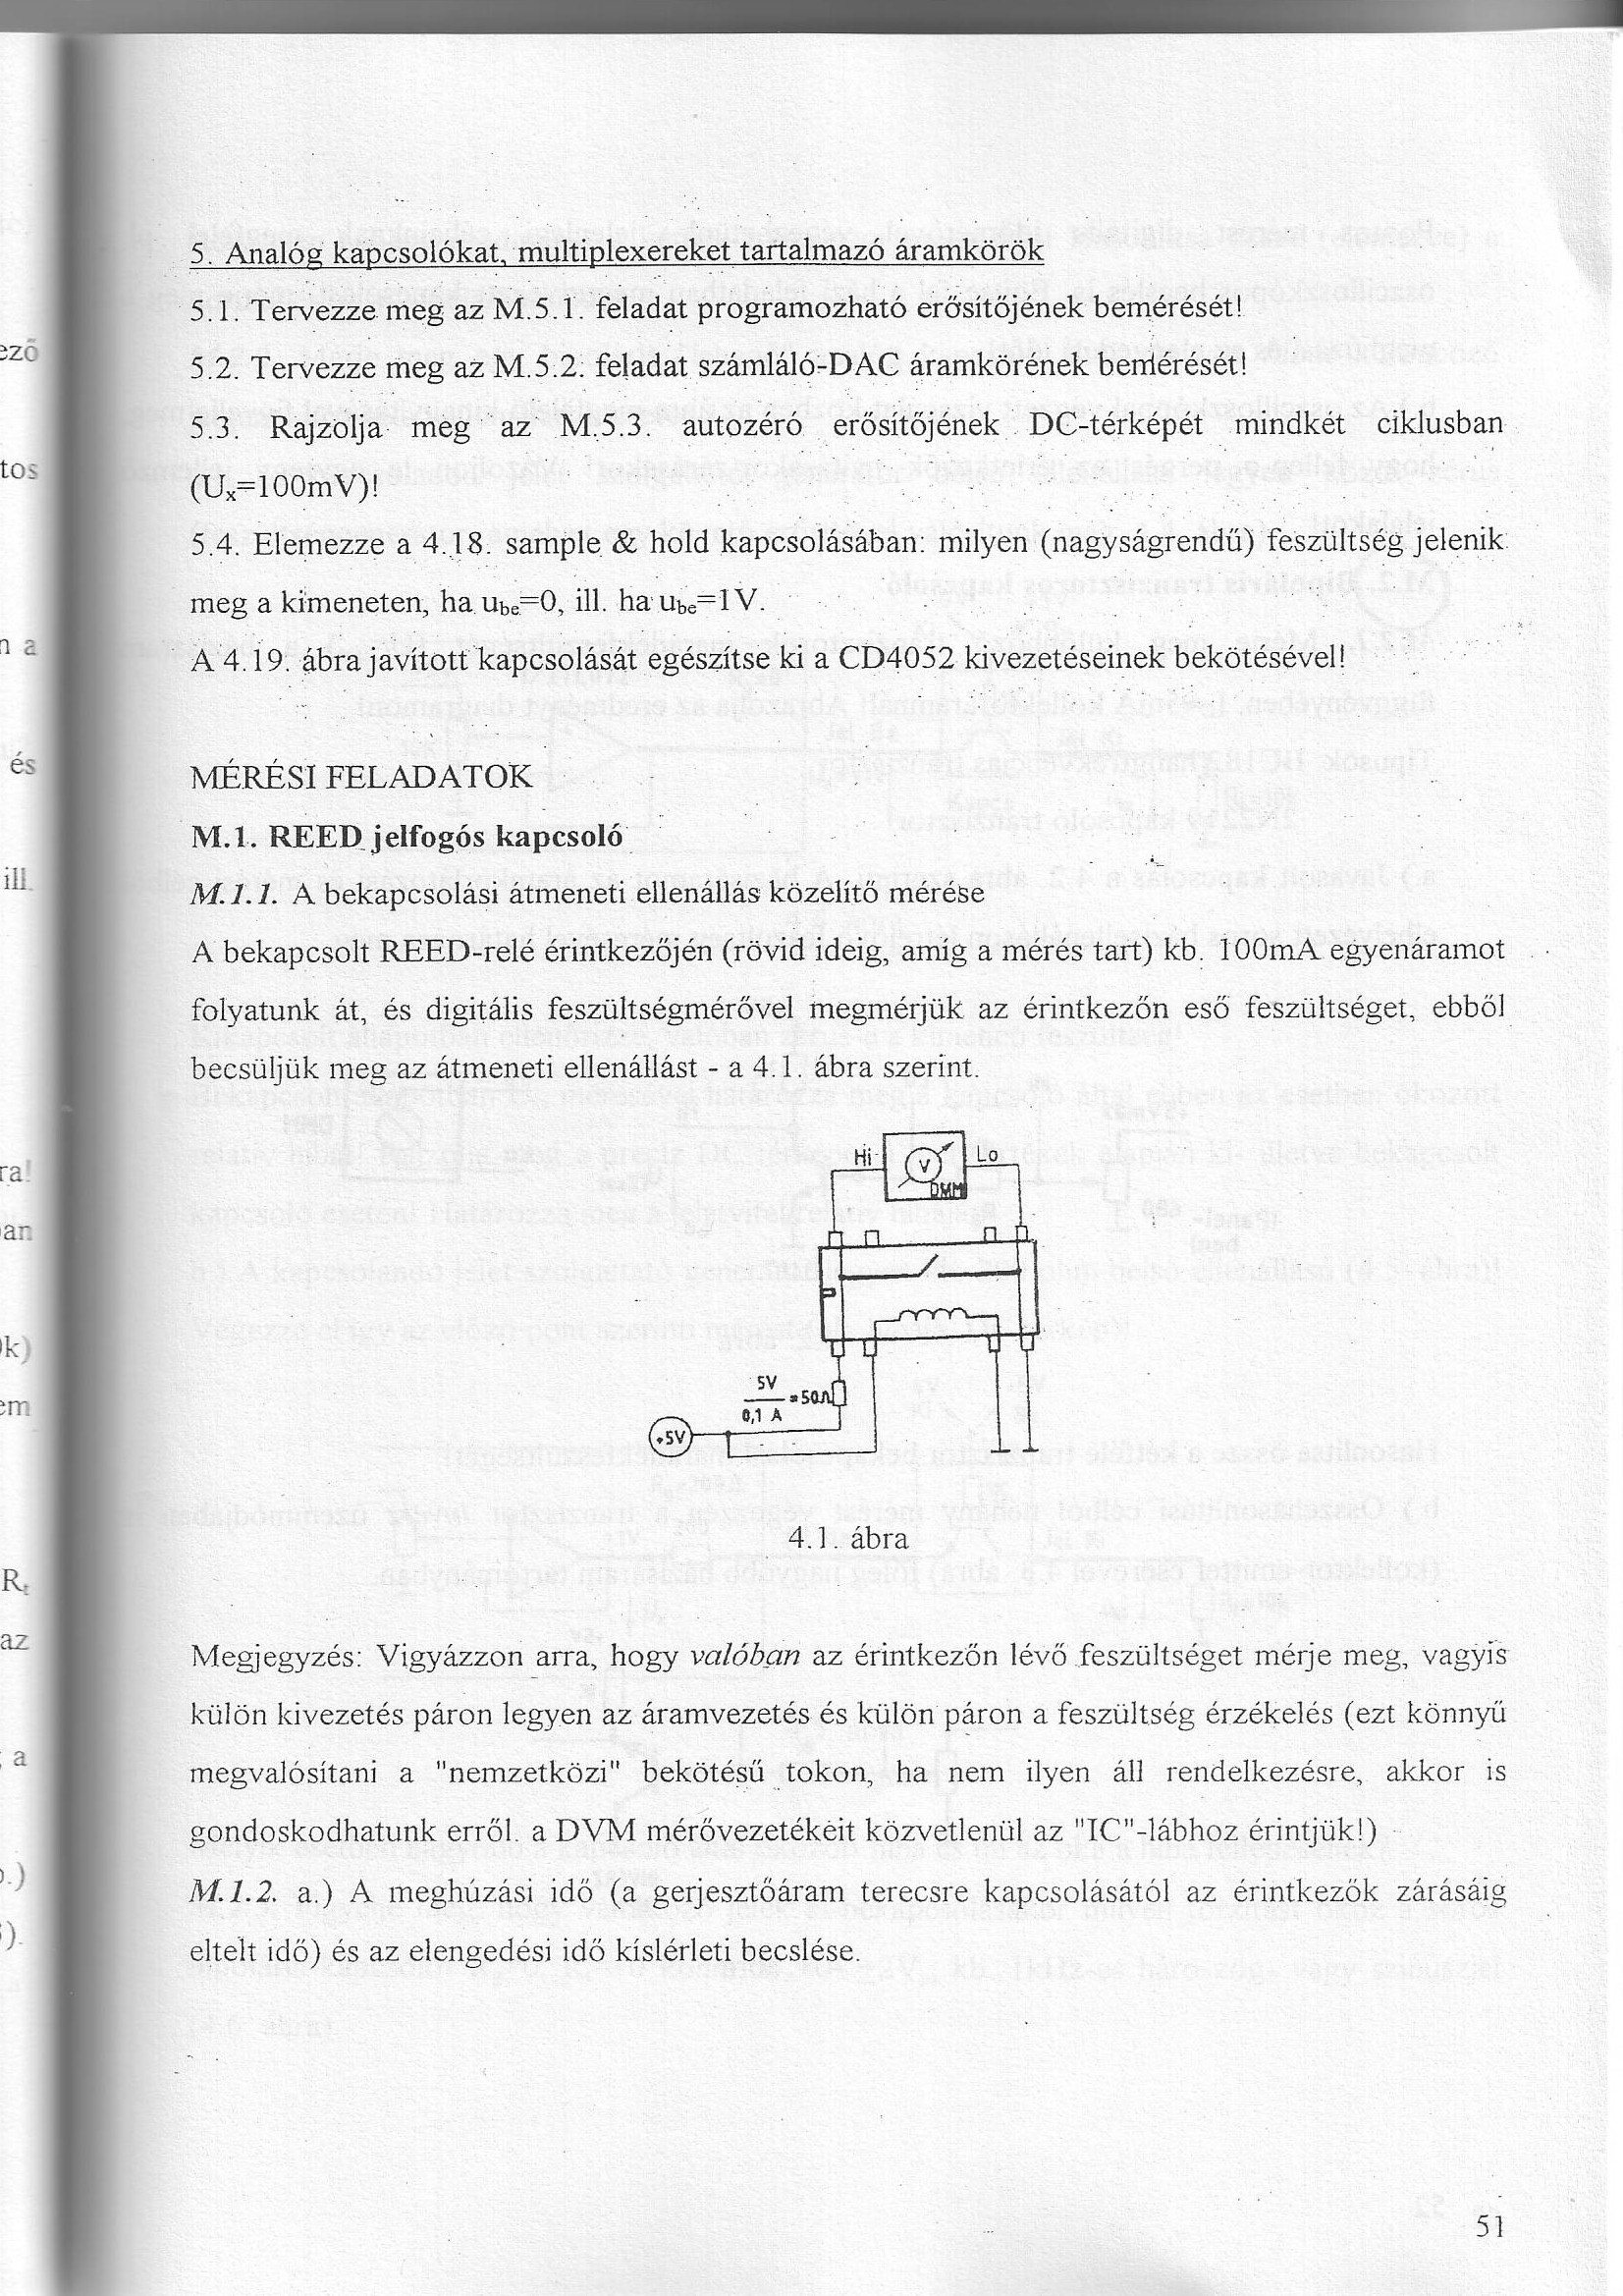 5. Analóg kapcsolókat, multiplexereket tartalmazó áramkörök
5.1. Tervezze meg az M.5.1. feladat programozható erősítőjének bemérését!
5.2. Tervezze meg az M.5.2. feladat számláló-DAC áramkörének bemérését!
5.3. Rajzolja meg az M.5.3. autozéró erősítőjének DC-térképét mindkét ciklusban
(Uₓ=100mV)!
5.4. Elemezze a 4.18. sample & hold kapcsolásában: milyen (nagyságrendű) feszültség jelenik
meg a kimeneten, ha ube=0, ill. ha ube=1V.
A 4.19. ábra javított kapcsolását egészítse ki a CD4052 kivezetéseinek bekötésével!
MÉRÉSI FELADATOK
M.1. REED jelfogós kapcsoló
M.1.1. A bekapcsolási átmeneti ellenállás közelítő mérése
A bekapcsolt REED-relé érintkezőjén (rövid ideig, amíg a mérés tart) kb. 100mA egyenáramot
folyatunk át, és digitális feszültségmérővel megmérjük az érintkezőn eső feszültséget, ebből
becsüljük meg az átmeneti ellenállást - a 4.1. ábra szerint.
Hi V DMM Lo
5V
0,1 A =50Ω
+5V
4.1. ábra
Megjegyzés: Vigyázzon arra, hogy valóban az érintkezőn lévő feszültséget mérje meg, vagyis
külön kivezetés páron legyen az áramvezetés és külön páron a feszültség érzékelés (ezt könnyű
megvalósítani a "nemzetközi" bekötésű tokon, ha nem ilyen áll rendelkezésre, akkor is
gondoskodhatunk erről. a DVM mérővezetékeit közvetlenül az "IC"-lábhoz érintjük!)
M.1.2. a.) A meghúzási idő (a gerjesztőáram terecsre kapcsolásától az érintkezők zárásáig
eltelt idő) és az elengedési idő kíslérleti becslése.
51